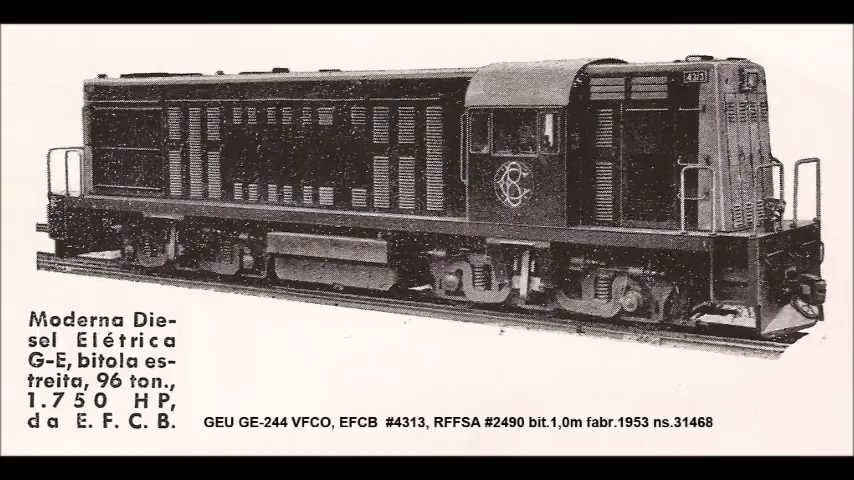 4313
Moderna Die-
sel Elétrica
G-E, bitola es-
treita, 96 ton.,
1.750 HP,
da E. F. C. B.
GEU GE-244 VFCO, EFCB #4313, RFFSA #2490 bit.1,0m fabr.1953 ns.31468